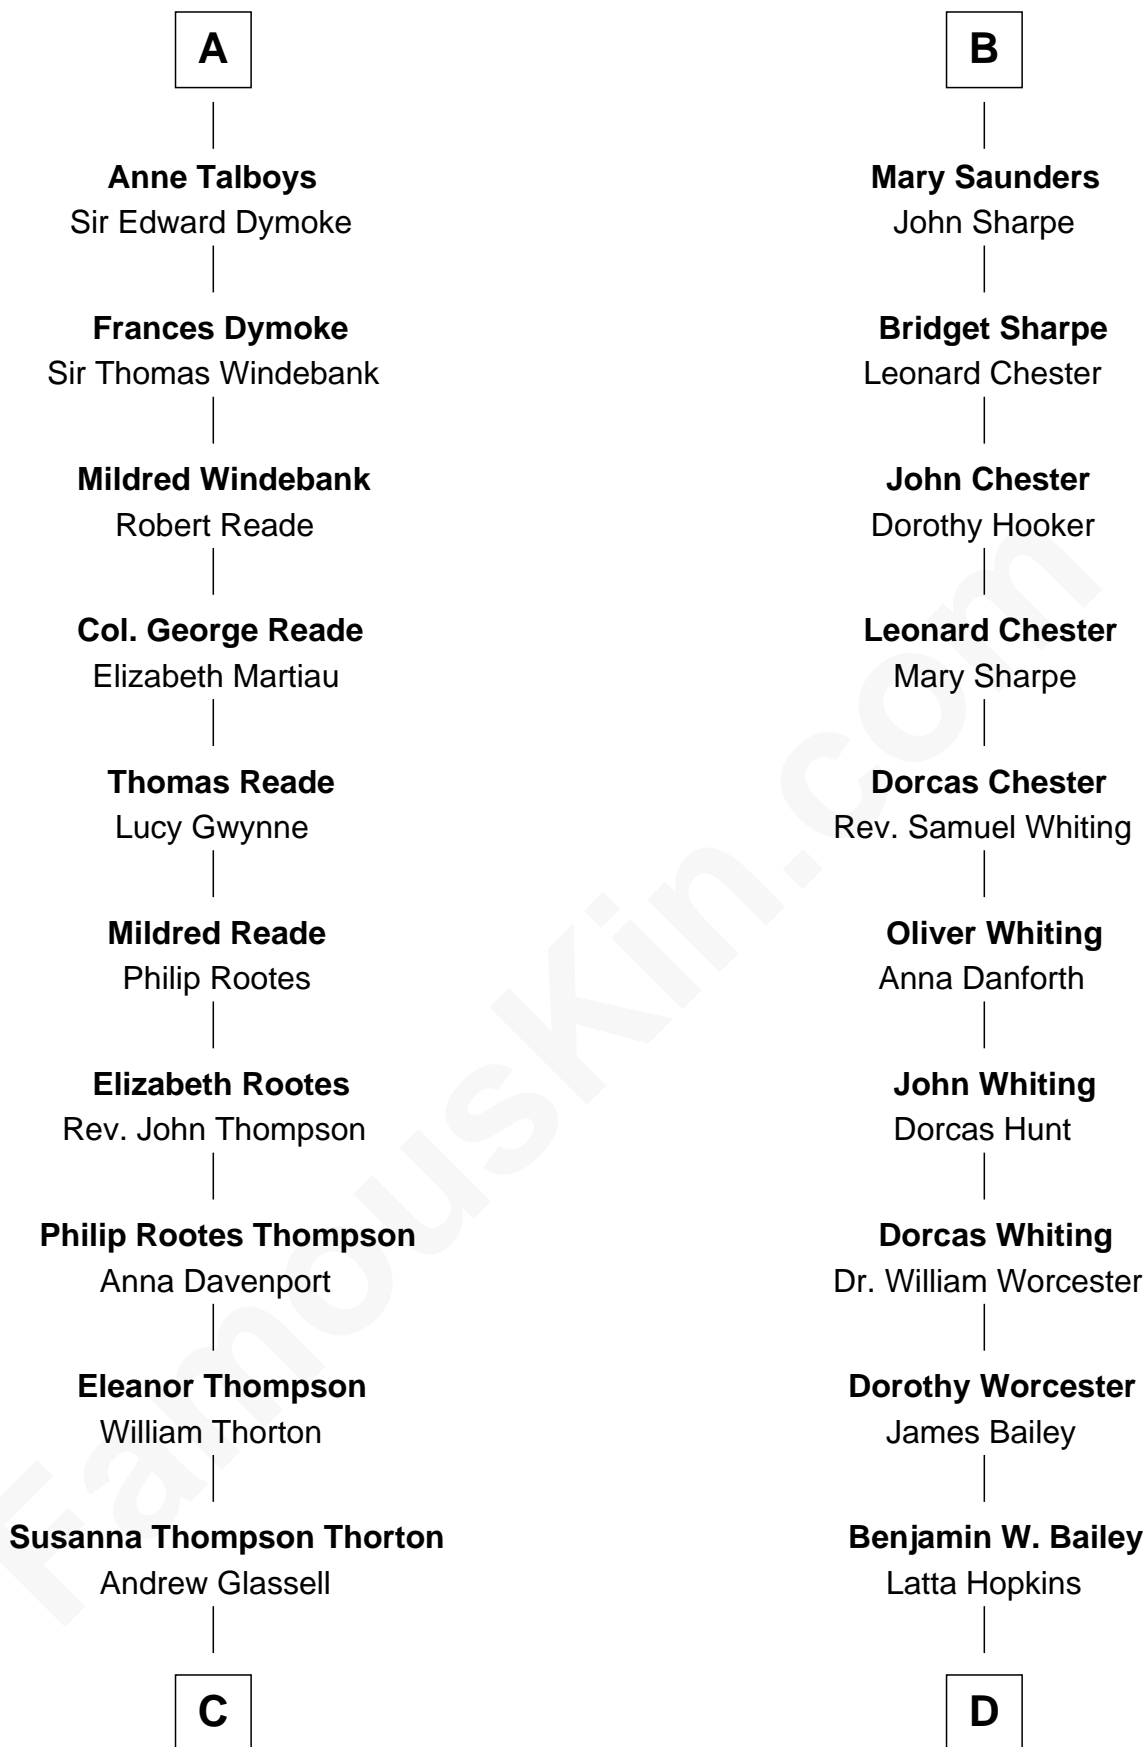 A
Anne Talboys
Sir Edward Dymoke
Frances Dymoke
Sir Thomas Windebank
Mildred Windebank
Robert Reade
Col. George Reade
Elizabeth Martiau
Thomas Reade
Lucy Gwynne
Mildred Reade
Philip Rootes
Elizabeth Rootes
Rev. John Thompson
Philip Rootes Thompson
Anna Davenport
Eleanor Thompson
William Thorton
Susanna Thompson Thorton
Andrew Glassell
C
B
Mary Saunders
John Sharpe
Bridget Sharpe
Leonard Chester
John Chester
Dorothy Hooker
Leonard Chester
Mary Sharpe
Dorcas Chester
Rev. Samuel Whiting
Oliver Whiting
Anna Danforth
John Whiting
Dorcas Hunt
Dorcas Whiting
Dr. William Worcester
Dorothy Worcester
James Bailey
Benjamin W. Bailey
Latta Hopkins
D
FamousKin.com